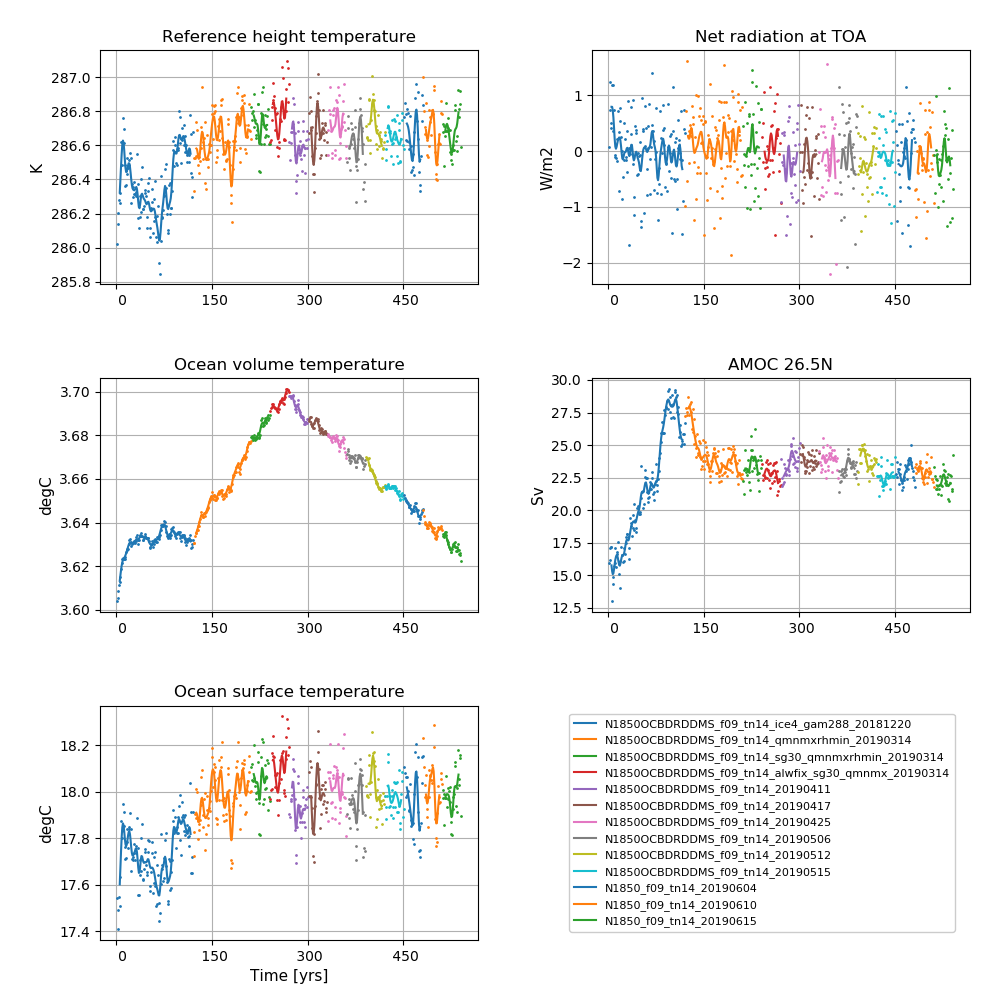 Reference height temperature
K
287.0
286.8
286.6
286.4
286.2
286.0
285.8
0 150 300 450
Net radiation at TOA
W/m2
1
0
−1
−2
0 150 300 450
Ocean volume temperature
degC
3.70
3.68
3.66
3.64
3.62
3.60
0 150 300 450
AMOC 26.5N
Sv
30.0
27.5
25.0
22.5
20.0
17.5
15.0
12.5
0 150 300 450
Ocean surface temperature
degC
18.2
18.0
17.8
17.6
17.4
0 150 300 450
Time [yrs]
N1850OCBDRDDMS_f09_tn14_ice4_gam288_20181220
N1850OCBDRDDMS_f09_tn14_qmnmxrhmin_20190314
N1850OCBDRDDMS_f09_tn14_sg30_qmnmxrhmin_20190314
N1850OCBDRDDMS_f09_tn14_alwfix_sg30_qmnmx_20190314
N1850OCBDRDDMS_f09_tn14_20190411
N1850OCBDRDDMS_f09_tn14_20190417
N1850OCBDRDDMS_f09_tn14_20190425
N1850OCBDRDDMS_f09_tn14_20190506
N1850OCBDRDDMS_f09_tn14_20190512
N1850OCBDRDDMS_f09_tn14_20190515
N1850_f09_tn14_20190604
N1850_f09_tn14_20190610
N1850_f09_tn14_20190615